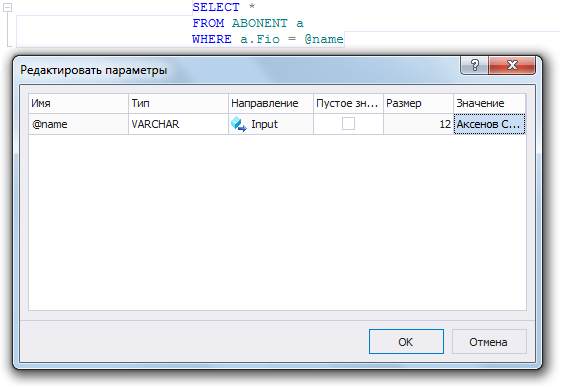 SELECT *
FROM ABONENT a
WHERE a.Fio = @name
Редактировать параметры
Имя Тип Направление Пустое зн... Размер Значение
@name VARCHAR Input 12 Аксенов С...
OK Отмена